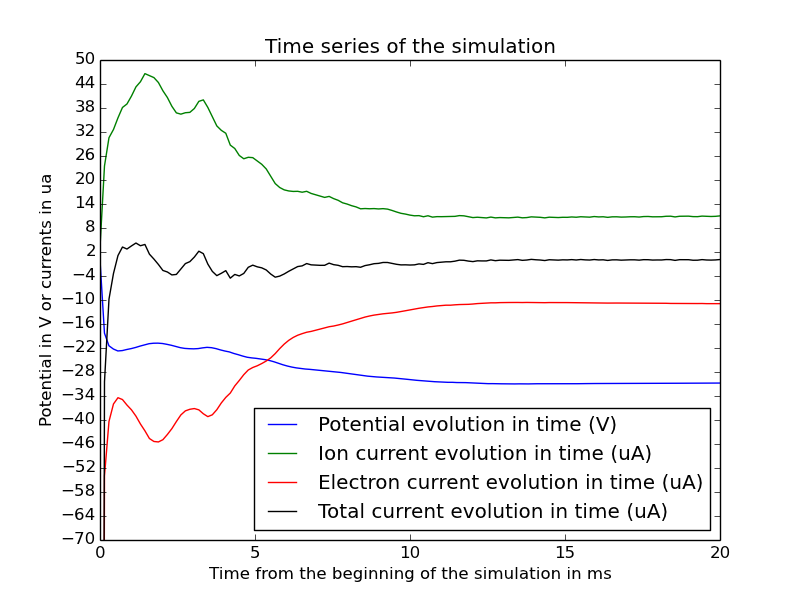 Time series of the simulation
50
44
38
32
26
20
14
8
2
−4
−10
−16
−22
−28
−34
−40
−46
−52
−58
−64
−70
Potential in V or currents in ua
Potential evolution in time (V)
Ion current evolution in time (uA)
Electron current evolution in time (uA)
Total current evolution in time (uA)
0 5 10 15 20
Time from the beginning of the simulation in ms